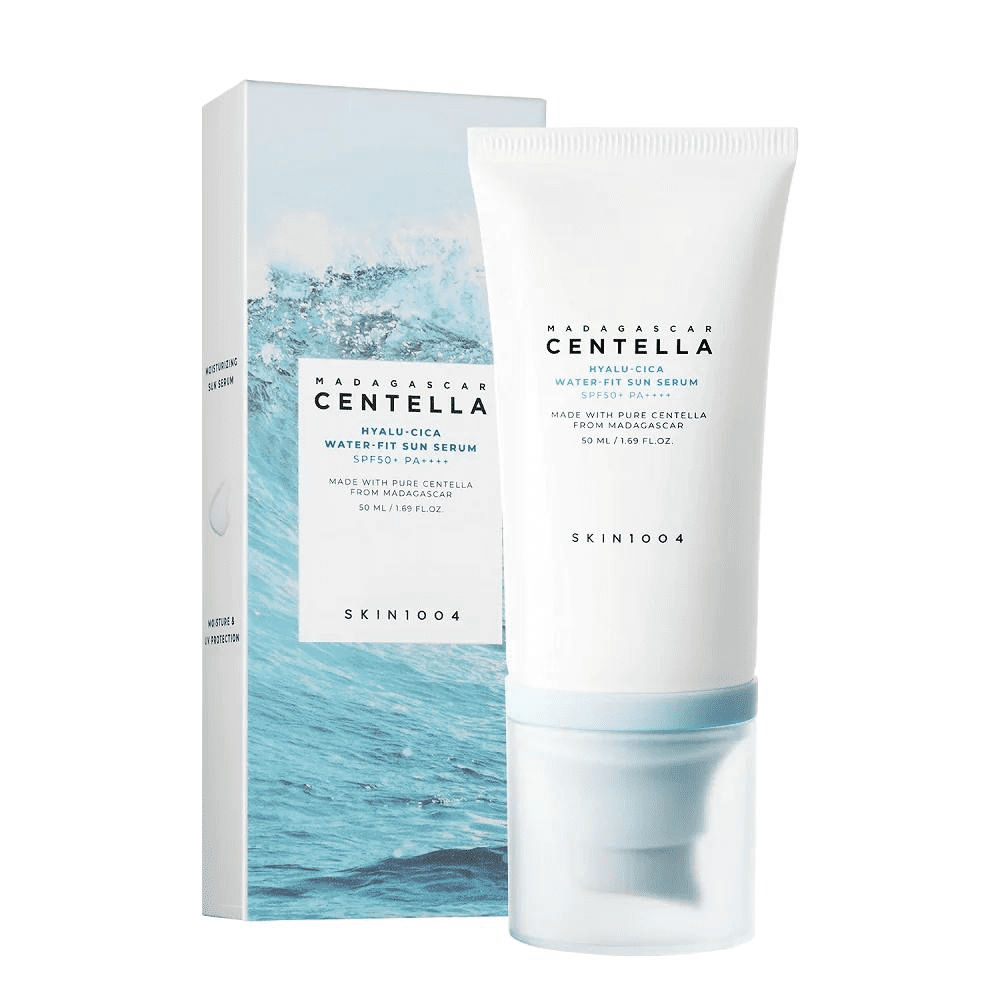 MOISTURIZING
SUN SERUM
MOISTURE &
UV PROTECTION
MADAGASCAR
CENTELLA
HYALU-CICA
WATER-FIT SUN SERUM
SPF50+ PA++++
MADE WITH PURE CENTELLA
FROM MADAGASCAR
50 ML / 1.69 FL.OZ.
SKIN1004
MADAGASCAR
CENTELLA
HYALU-CICA
WATER-FIT SUN SERUM
SPF50+ PA++++
MADE WITH PURE CENTELLA
FROM MADAGASCAR
50 ML / 1.69 FL.OZ.
SKIN1004